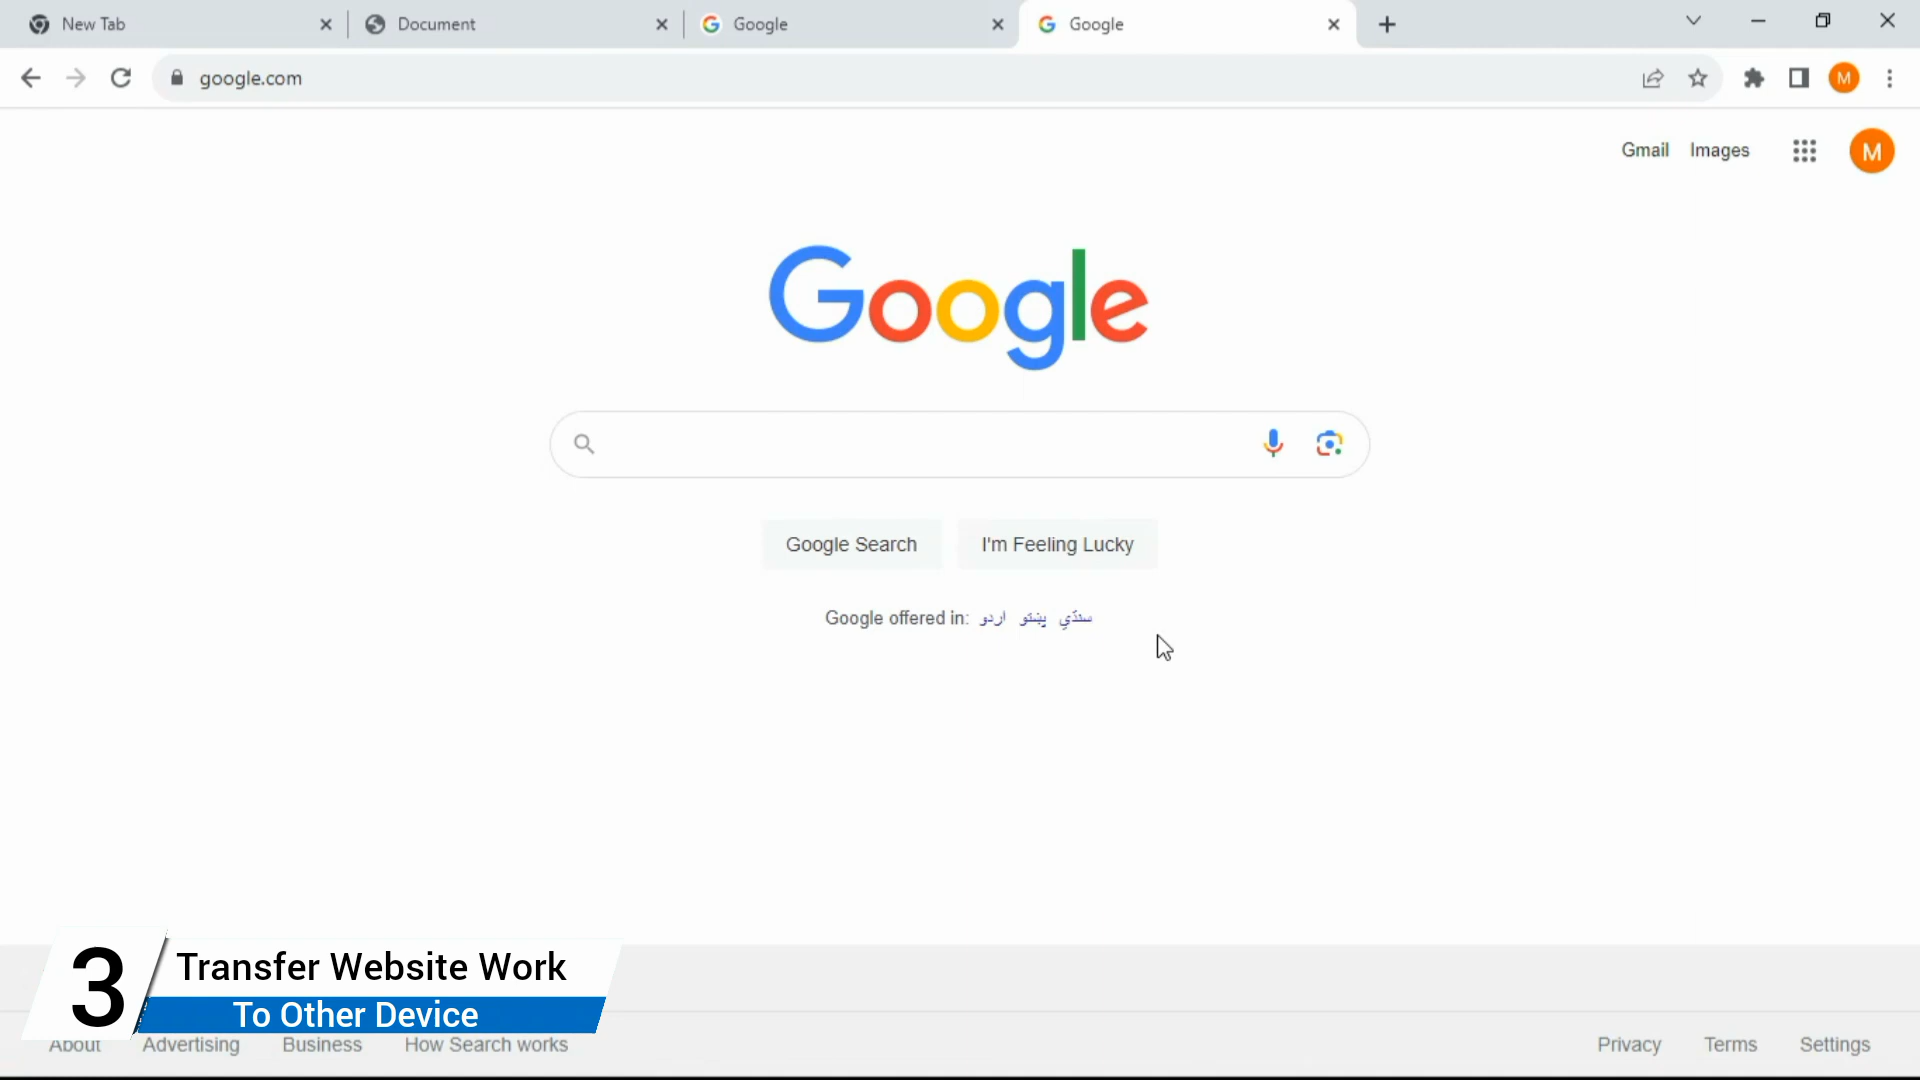 New Tab
Document
Google
Google
google.com
M
Gmail
Images
M
Google
Google Search
I'm Feeling Lucky
Google offered in: اردو پښتو سنڌي
3
Transfer Website Work
To Other Device
About
Advertising
Business
How Search works
Privacy
Terms
Settings